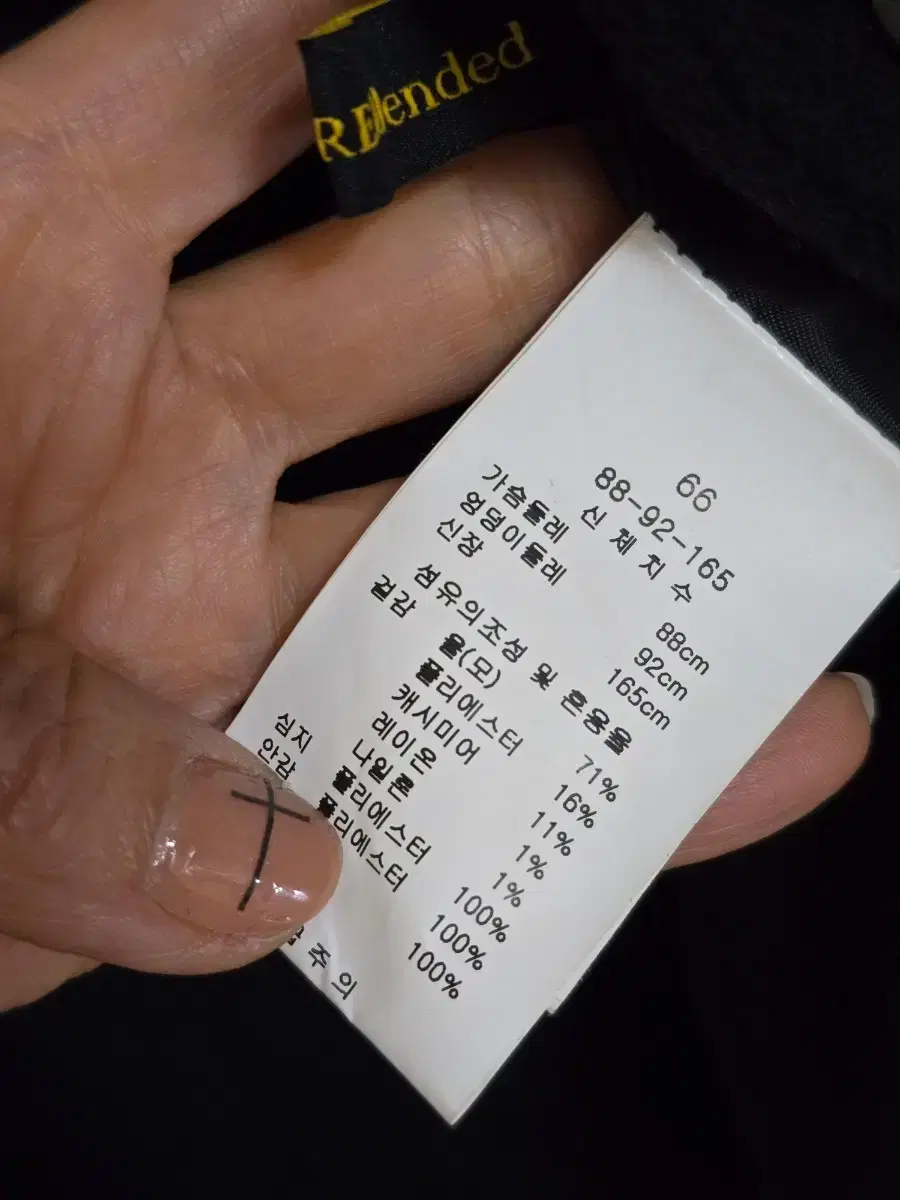 Blended
66
88-92-165
신 체 치 수
가슴둘레 88cm
엉덩이둘레 92cm
신장 165cm
섬유의조성 및 혼용율
겉감 울(모) 71%
폴리에스터 16%
캐시미어 11%
레이온 1%
나일론 1%
심지 폴리에스터 100%
안감 폴리에스터 100%
100%
주 의